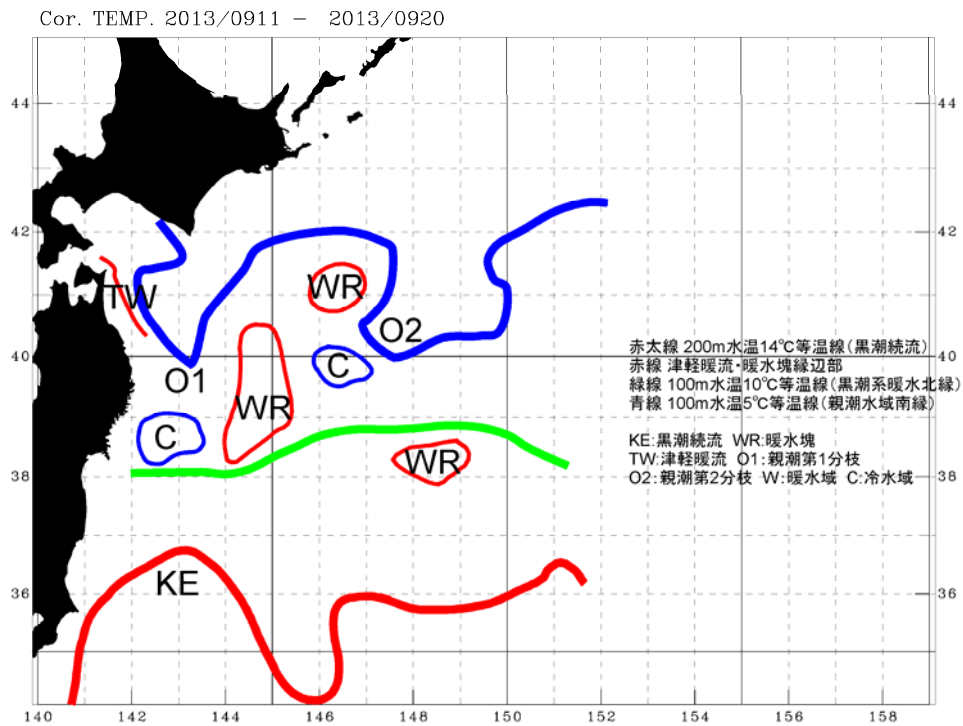 Cor. TEMP. 2013/0911 - 2013/0920
44
44
42
42
TW
WR
O2
40
40
C
O1
WR
C
WR
38
38
KE
36
36
赤太線 200m水温14℃等温線(黒潮続流)
赤線 津軽暖流・暖水塊縁辺部
緑線 100m水温10℃等温線(黒潮系暖水北縁)
青線 100m水温5℃等温線(親潮水域南縁)
KE:黒潮続流 WR:暖水塊
TW:津軽暖流 O1:親潮第1分枝
O2:親潮第2分枝 W:暖水域 C:冷水域
140 142 144 146 148 150 152 154 156 158